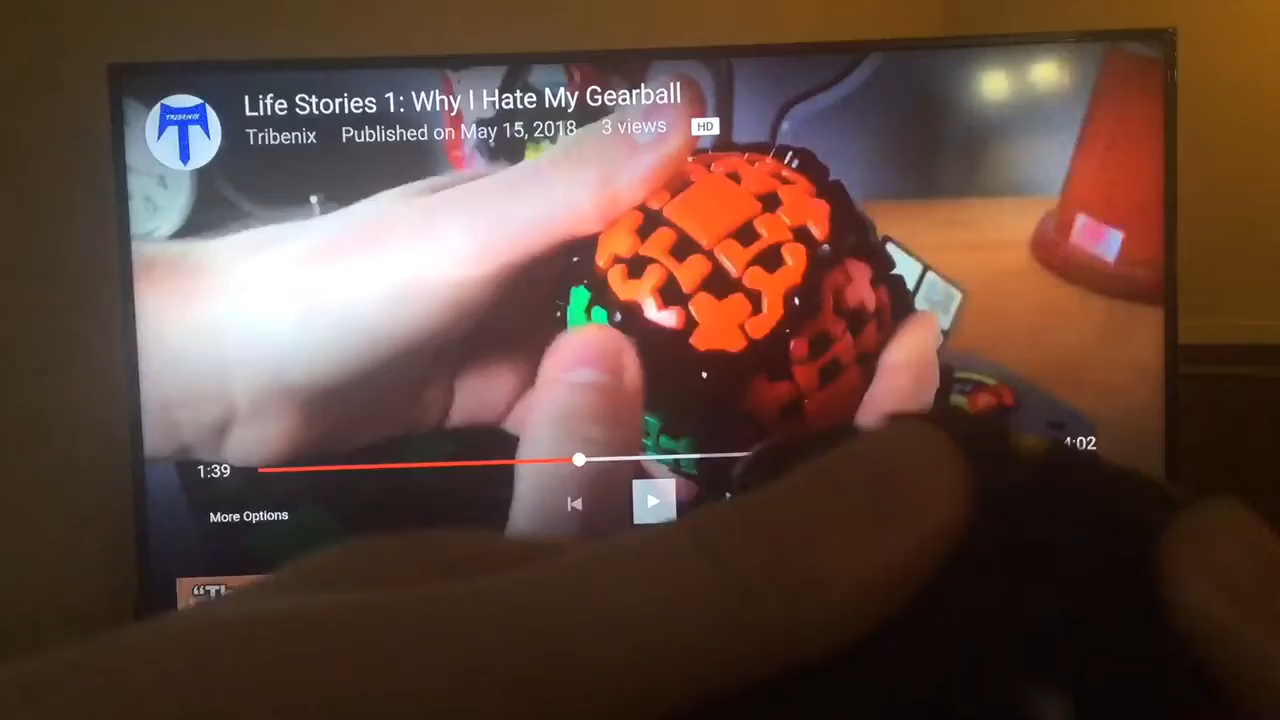 TRIBENIX
Life Stories 1: Why I Hate My Gearball
Tribenix Published on May 15, 2018 3 views HD
1:39
4:02
More Options